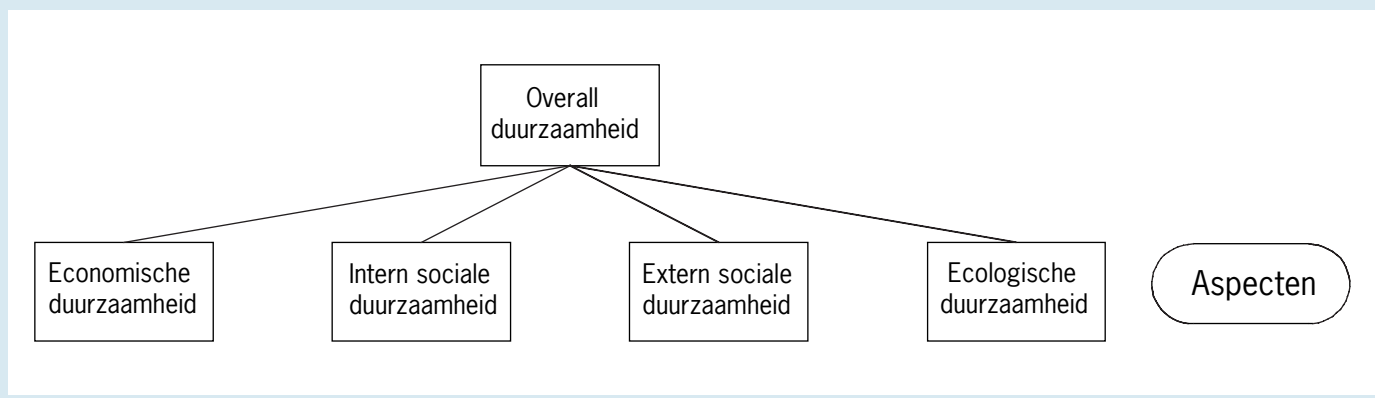 Overall
duurzaamheid
Economische
duurzaamheid
Intern sociale
duurzaamheid
Extern sociale
duurzaamheid
Ecologische
duurzaamheid
Aspecten